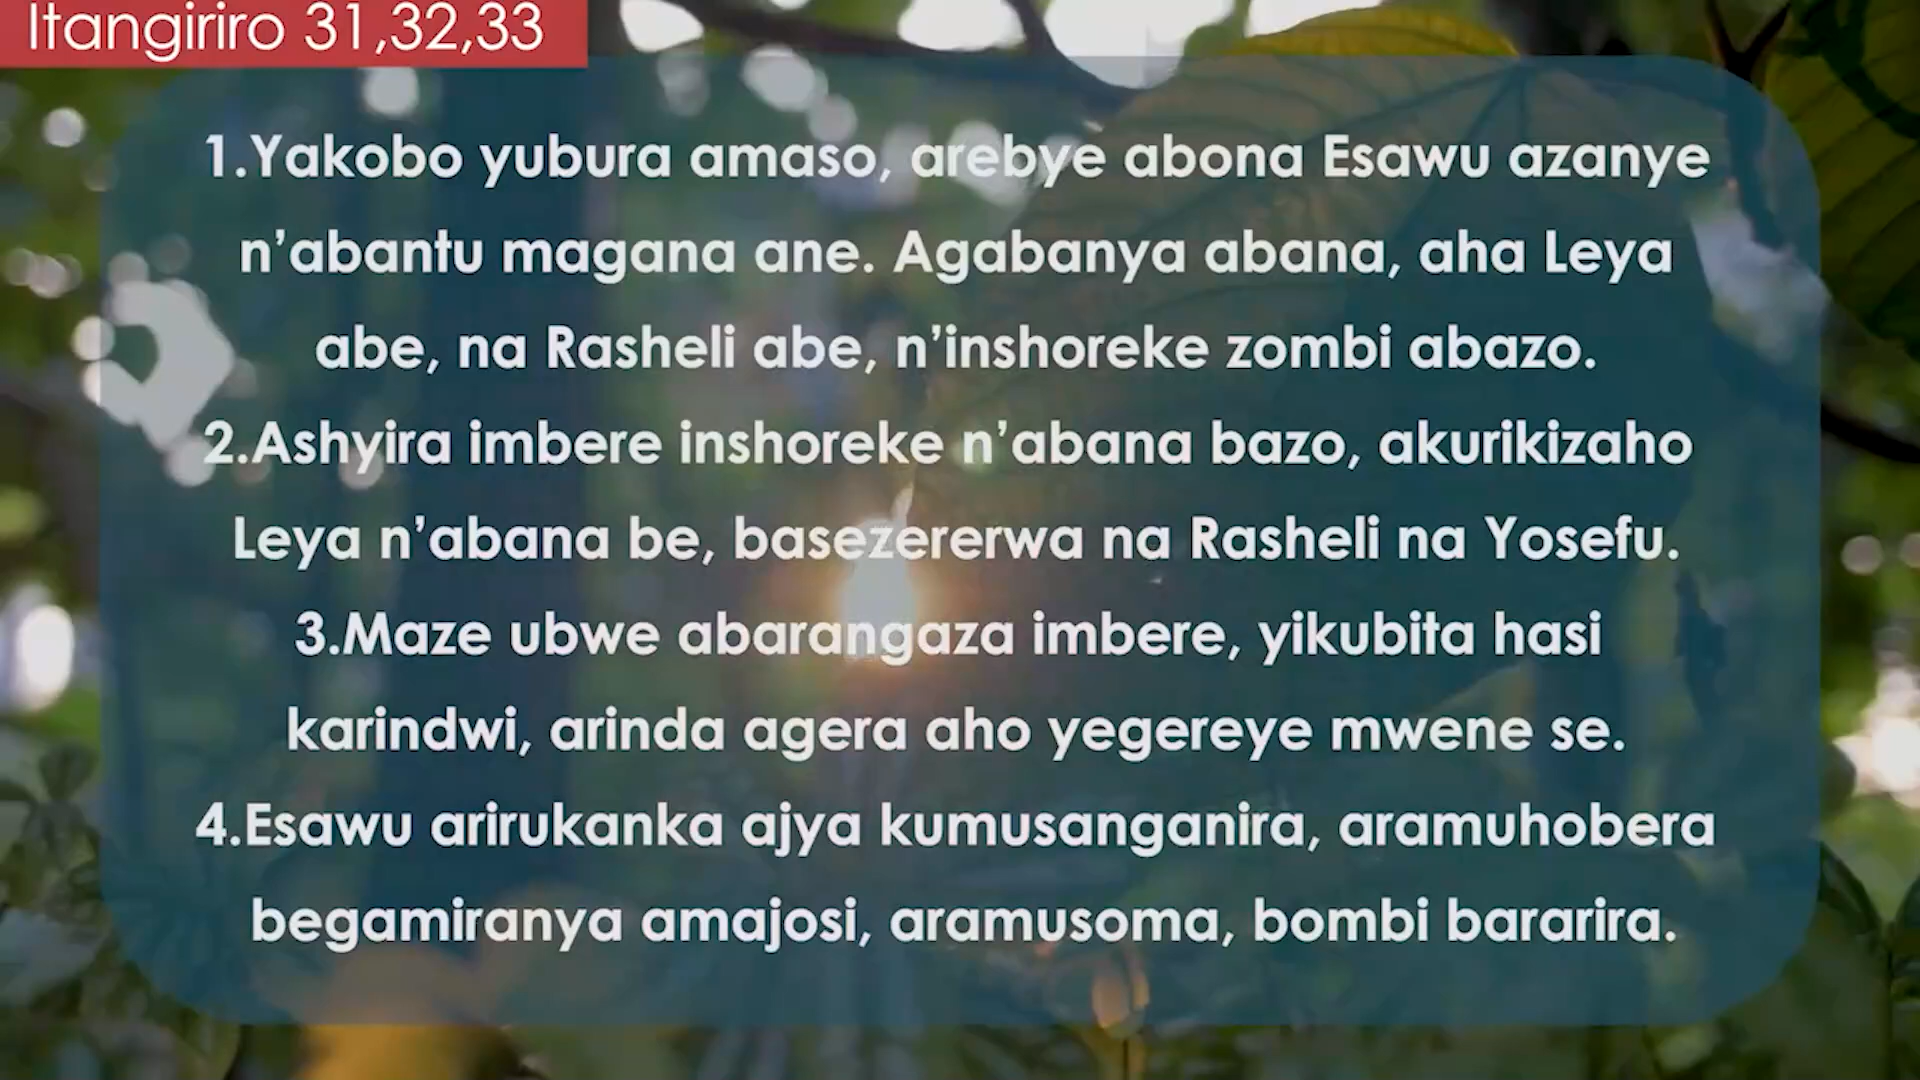 Itangiriro 31,32,33
1.Yakobo yubura amaso, arebye abona Esawu azanye
n’abantu magana ane. Agabanya abana, aha Leya
abe, na Rasheli abe, n’inshoreke zombi abazo.
2.Ashyira imbere inshoreke n’abana bazo, akurikizaho
Leya n’abana be, basezererwa na Rasheli na Yosefu.
3.Maze ubwe abarangaza imbere, yikubita hasi
karindwi, arinda agera aho yegereye mwene se.
4.Esawu arirukanka ajya kumusanganira, aramuhobera
begamiranya amajosi, aramusoma, bombi bararira.